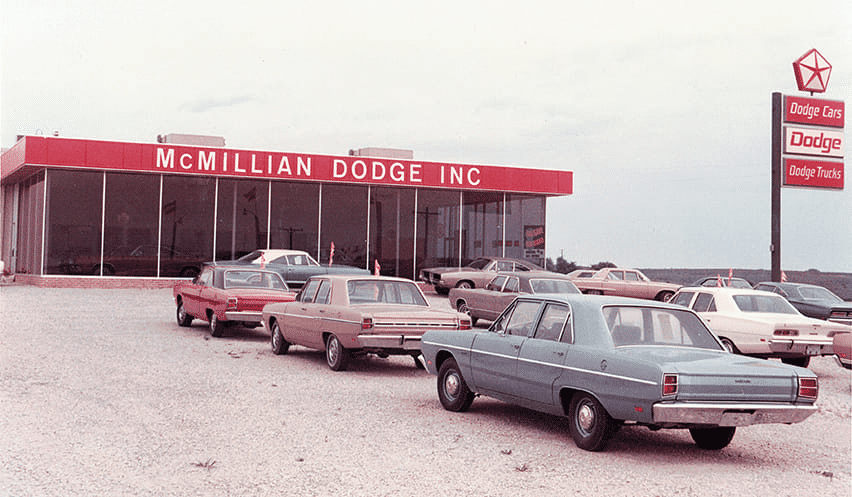 McMILLIAN DODGE INC
Dodge Cars
Dodge
Dodge Trucks